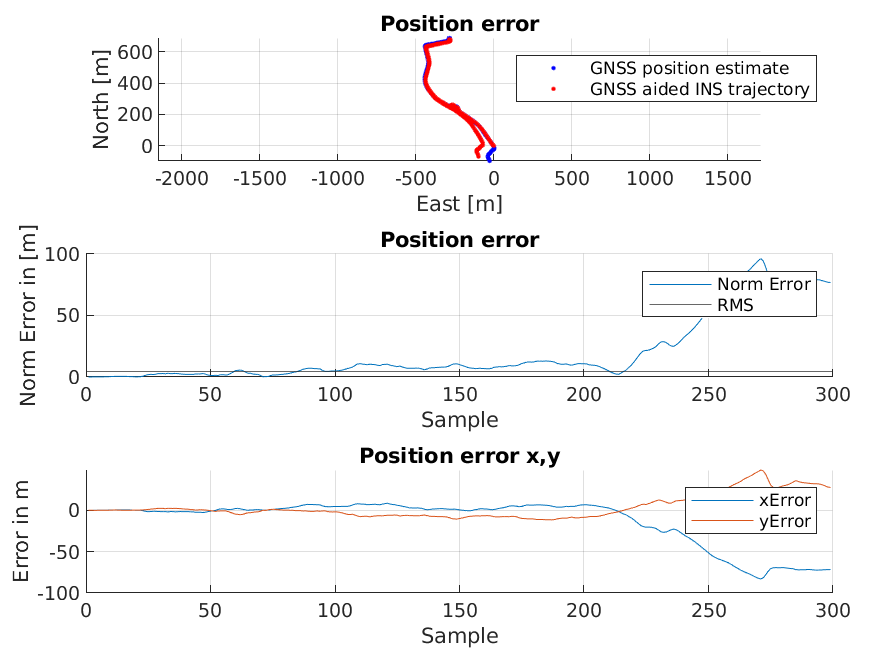 Position error
North [m]
600
400
200
0
-2000 -1500 -1000 -500 0 500 1000 1500
East [m]
GNSS position estimate
GNSS aided INS trajectory
Position error
Norm Error in [m]
100
50
0
0 50 100 150 200 250 300
Sample
Norm Error
RMS
Position error x,y
Error in m
0
-50
-100
0 50 100 150 200 250 300
Sample
xError
yError